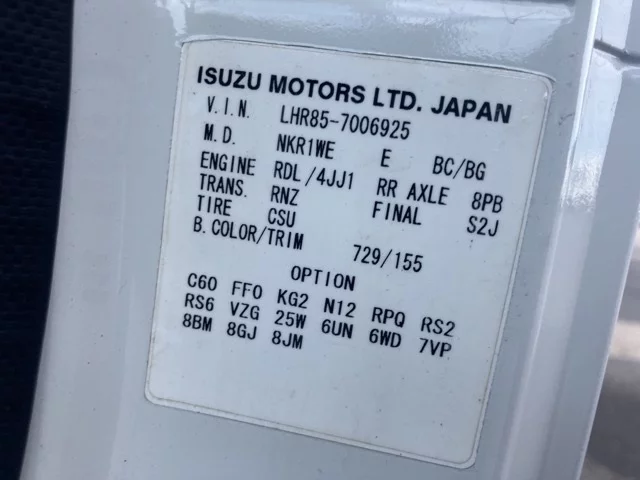 ISUZU MOTORS LTD. JAPAN
V.I.N. LHR85-7006925
M.D. NKR1WE E BC/BG
ENGINE RDL/4JJ1 RR AXLE 8PB
TRANS. RNZ FINAL S2J
TIRE CSU
B.COLOR/TRIM 729/155
OPTION
C60 FF0 KG2 N12 RPQ RS2
RS6 VZG 25W 6UN 6WD 7VP
8BM 8GJ 8JM